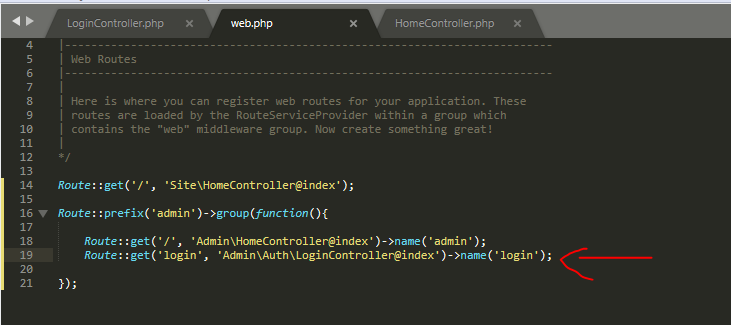 LoginController.php × web.php × HomeController.php ×
4 |--------------------------------------------------------------------------
5 | Web Routes
6 |--------------------------------------------------------------------------
7 |
8 | Here is where you can register web routes for your application. These
9 | routes are loaded by the RouteServiceProvider within a group which
10 | contains the "web" middleware group. Now create something great!
11 |
12 */
13
14 Route::get('/', 'Site\HomeController@index');
15
16 Route::prefix('admin')->group(function(){
17
18 Route::get('/', 'Admin\HomeController@index')->name('admin');
19 Route::get('login', 'Admin\Auth\LoginController@index')->name('login');
20
21 });